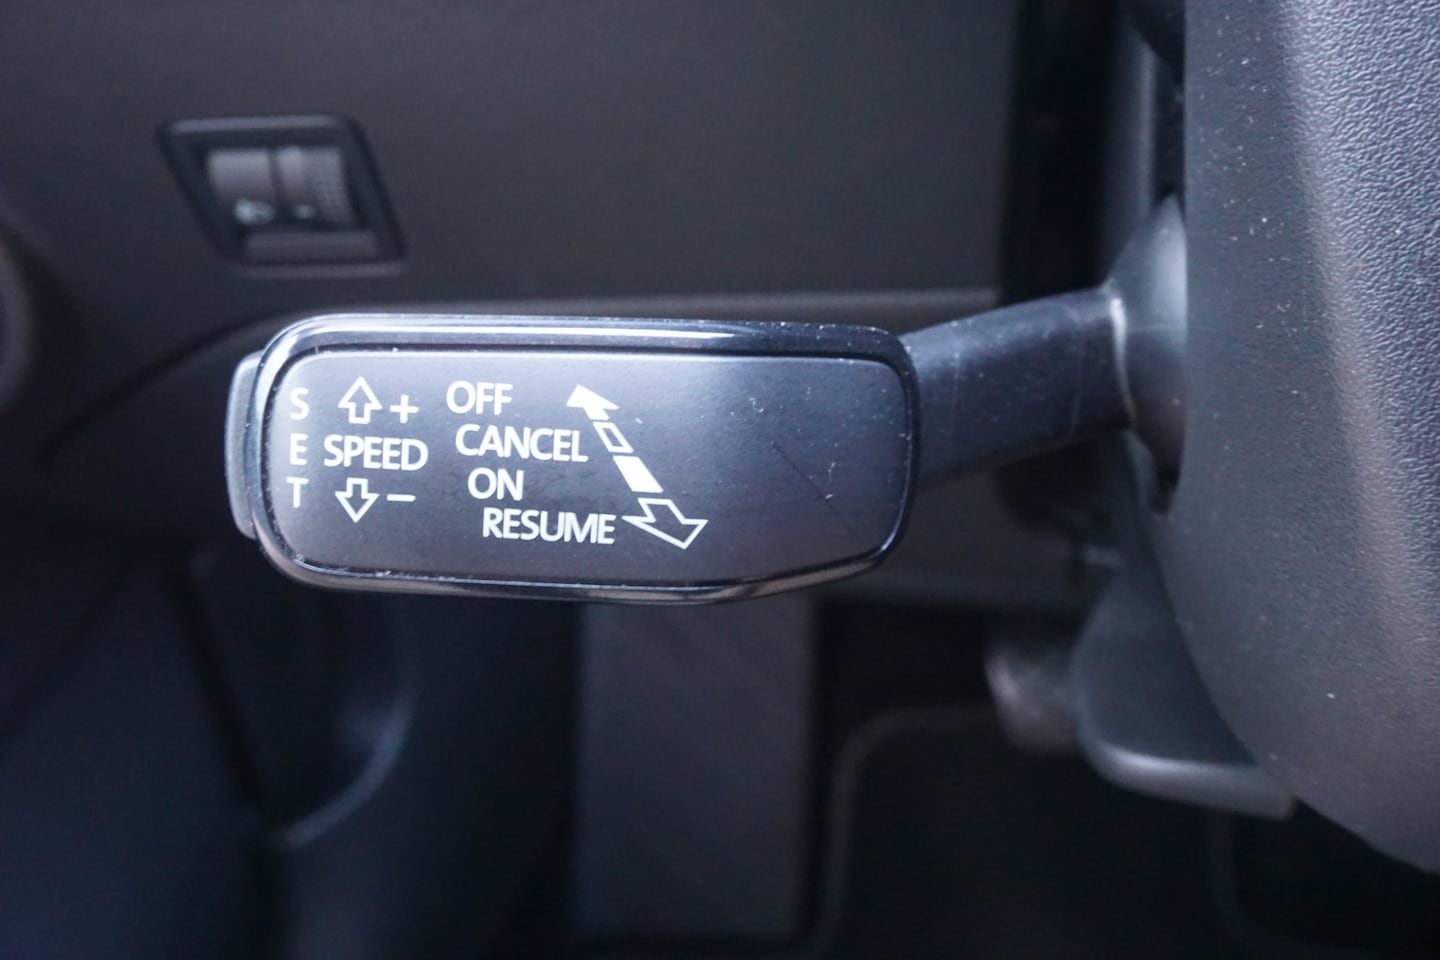 SET
+
SPEED
−
OFF
CANCEL
ON
RESUME